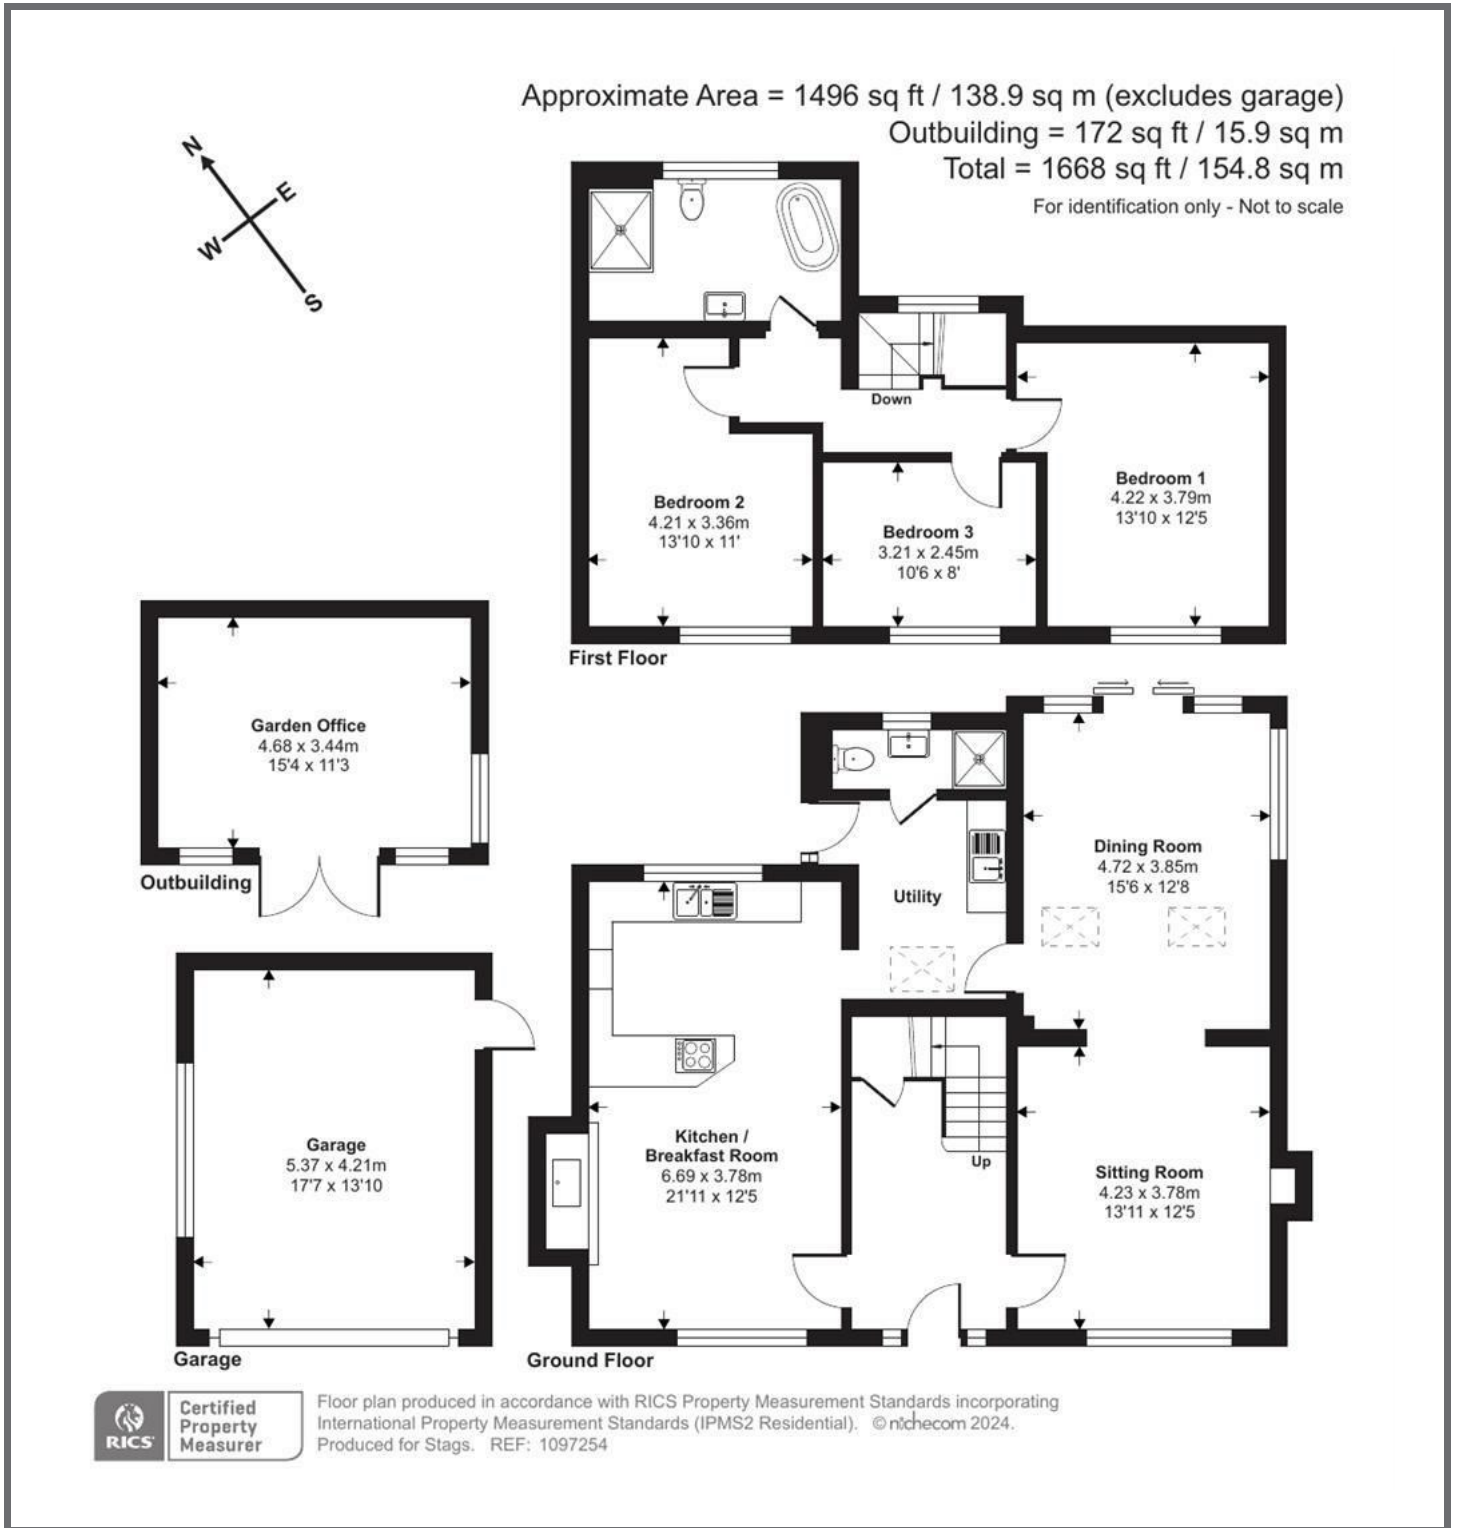 Approximate Area = 1496 sq ft / 138.9 sq m (excludes garage)
Outbuilding = 172 sq ft / 15.9 sq m
Total = 1668 sq ft / 154.8 sq m
For identification only - Not to scale
N
E
W
S
Down
Bedroom 1
4.22 x 3.79m
13'10 x 12'5
Bedroom 2
4.21 x 3.36m
13'10 x 11'
Bedroom 3
3.21 x 2.45m
10'6 x 8'
First Floor
Garden Office
4.68 x 3.44m
15'4 x 11'3
Outbuilding
Dining Room
4.72 x 3.85m
15'6 x 12'8
Utility
Garage
5.37 x 4.21m
17'7 x 13'10
Kitchen /
Breakfast Room
6.69 x 3.78m
21'11 x 12'5
Up
Sitting Room
4.23 x 3.78m
13'11 x 12'5
Garage
Ground Floor
RICS
Certified
Property
Measurer
Floor plan produced in accordance with RICS Property Measurement Standards incorporating
International Property Measurement Standards (IPMS2 Residential). © nichecom 2024.
Produced for Stags. REF: 1097254